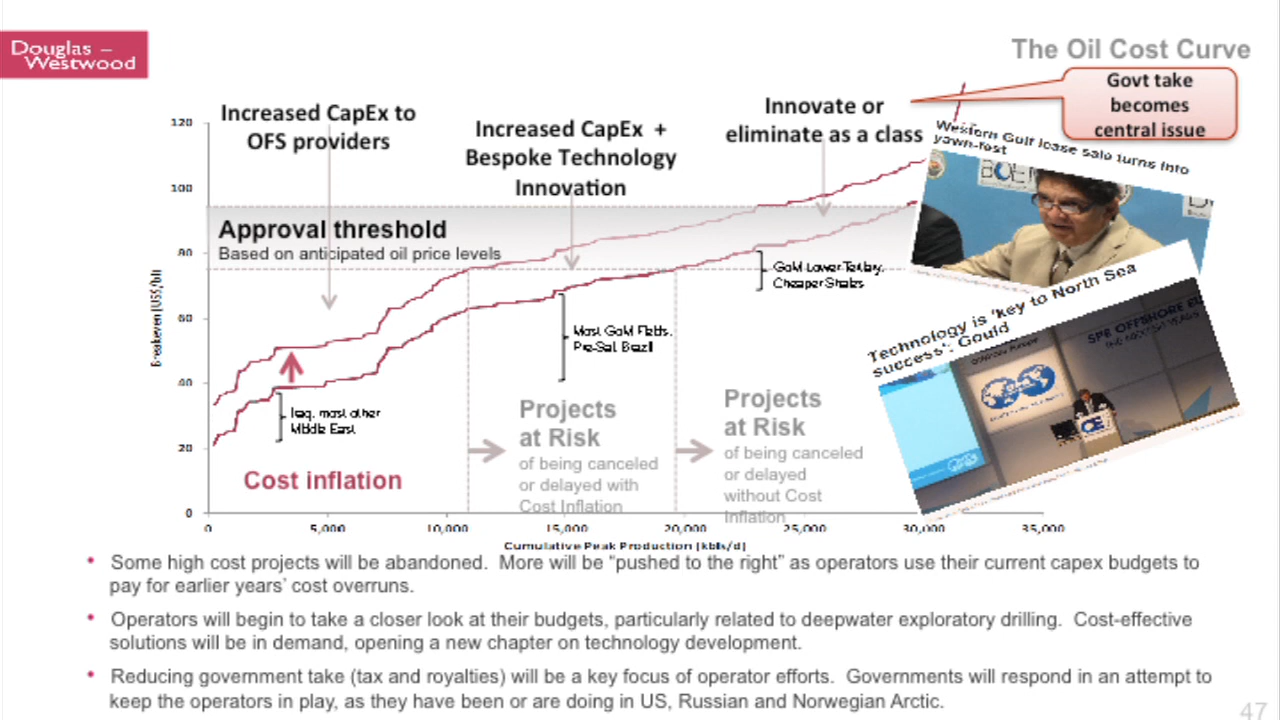 Douglas –
Westwood
The Oil Cost Curve
Govt take
becomes
central issue
Increased CapEx to
OFS providers
Increased CapEx +
Bespoke Technology
Innovation
Innovate or
eliminate as a class
Western Gulf lease sale turns into
yawn-fest
BOEM
Approval threshold
Based on anticipated oil price levels
GoM Lower Tertiary,
Cheaper Shales
Most GoM Fields,
Pre-Salt Brazil
Iraq, most other
Middle East
Technology is 'key to North Sea
success': Gould
SPE OFFSHORE EU
Projects
at Risk
of being canceled
or delayed with
Cost Inflation
Projects
at Risk
of being canceled
or delayed
without Cost
Inflation
Cost inflation
Breakeven (US$/bbl)
120
100
80
60
40
20
0
0
5,000
10,000
15,000
20,000
25,000
30,000
35,000
Cumulative Peak Production (kbls/d)
• Some high cost projects will be abandoned. More will be “pushed to the right” as operators use their current capex budgets to
pay for earlier years’ cost overruns.
• Operators will begin to take a closer look at their budgets, particularly related to deepwater exploratory drilling. Cost-effective
solutions will be in demand, opening a new chapter on technology development.
• Reducing government take (tax and royalties) will be a key focus of operator efforts. Governments will respond in an attempt to
keep the operators in play, as they have been or are doing in US, Russian and Norwegian Arctic.
47